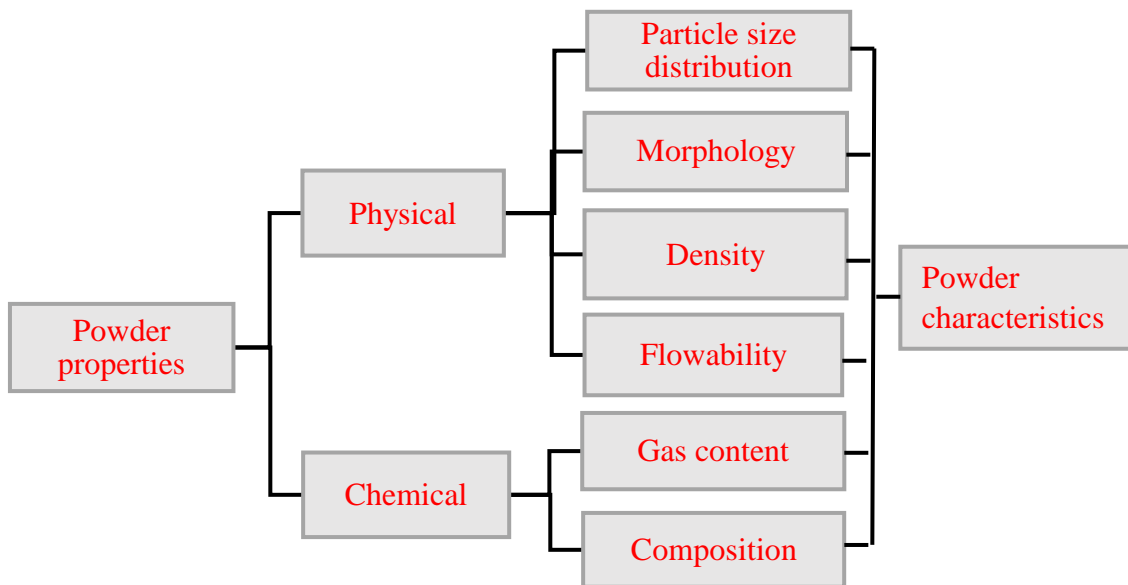 Powder
properties
Physical
Chemical
Particle size
distribution
Morphology
Density
Flowability
Gas content
Composition
Powder
characteristics